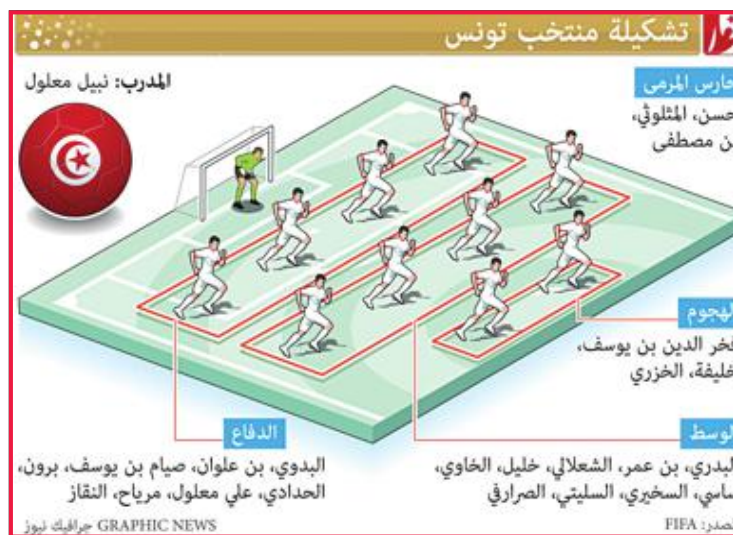 تشكيلة منتخب تونس
المدرب: نبيل معلول
حارس المرمى
حسن، المثلوثي،
بن مصطفى
الهجوم
فخر الدين بن يوسف،
خليفة، الخزري
الوسط
البدري، بن عمر، الشعلالي، خليل، الخاوي،
ساسي، السخيري، السليتي، الصرارفي
الدفاع
البدوي، بن علوان، صيام بن يوسف، برون،
الحدادي، علي معلول، مرياح، النقاز
المصدر: FIFA
GRAPHIC NEWS جرافيك نيوز